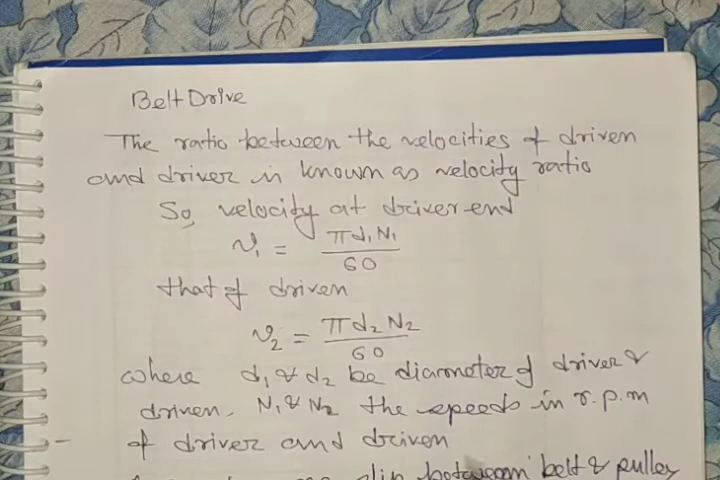 Belt Drive
The ratio between the velocities of driven
and driver is known as velocity ratio
So, velocity at driver end
v₁ = πd₁N₁/60
that of driven
v₂ = πd₂N₂/60
where d₁ & d₂ be diameter of driver &
driven, N₁ & N₂ the speeds in r.p.m
of driver and driven
slip between belt & pulley